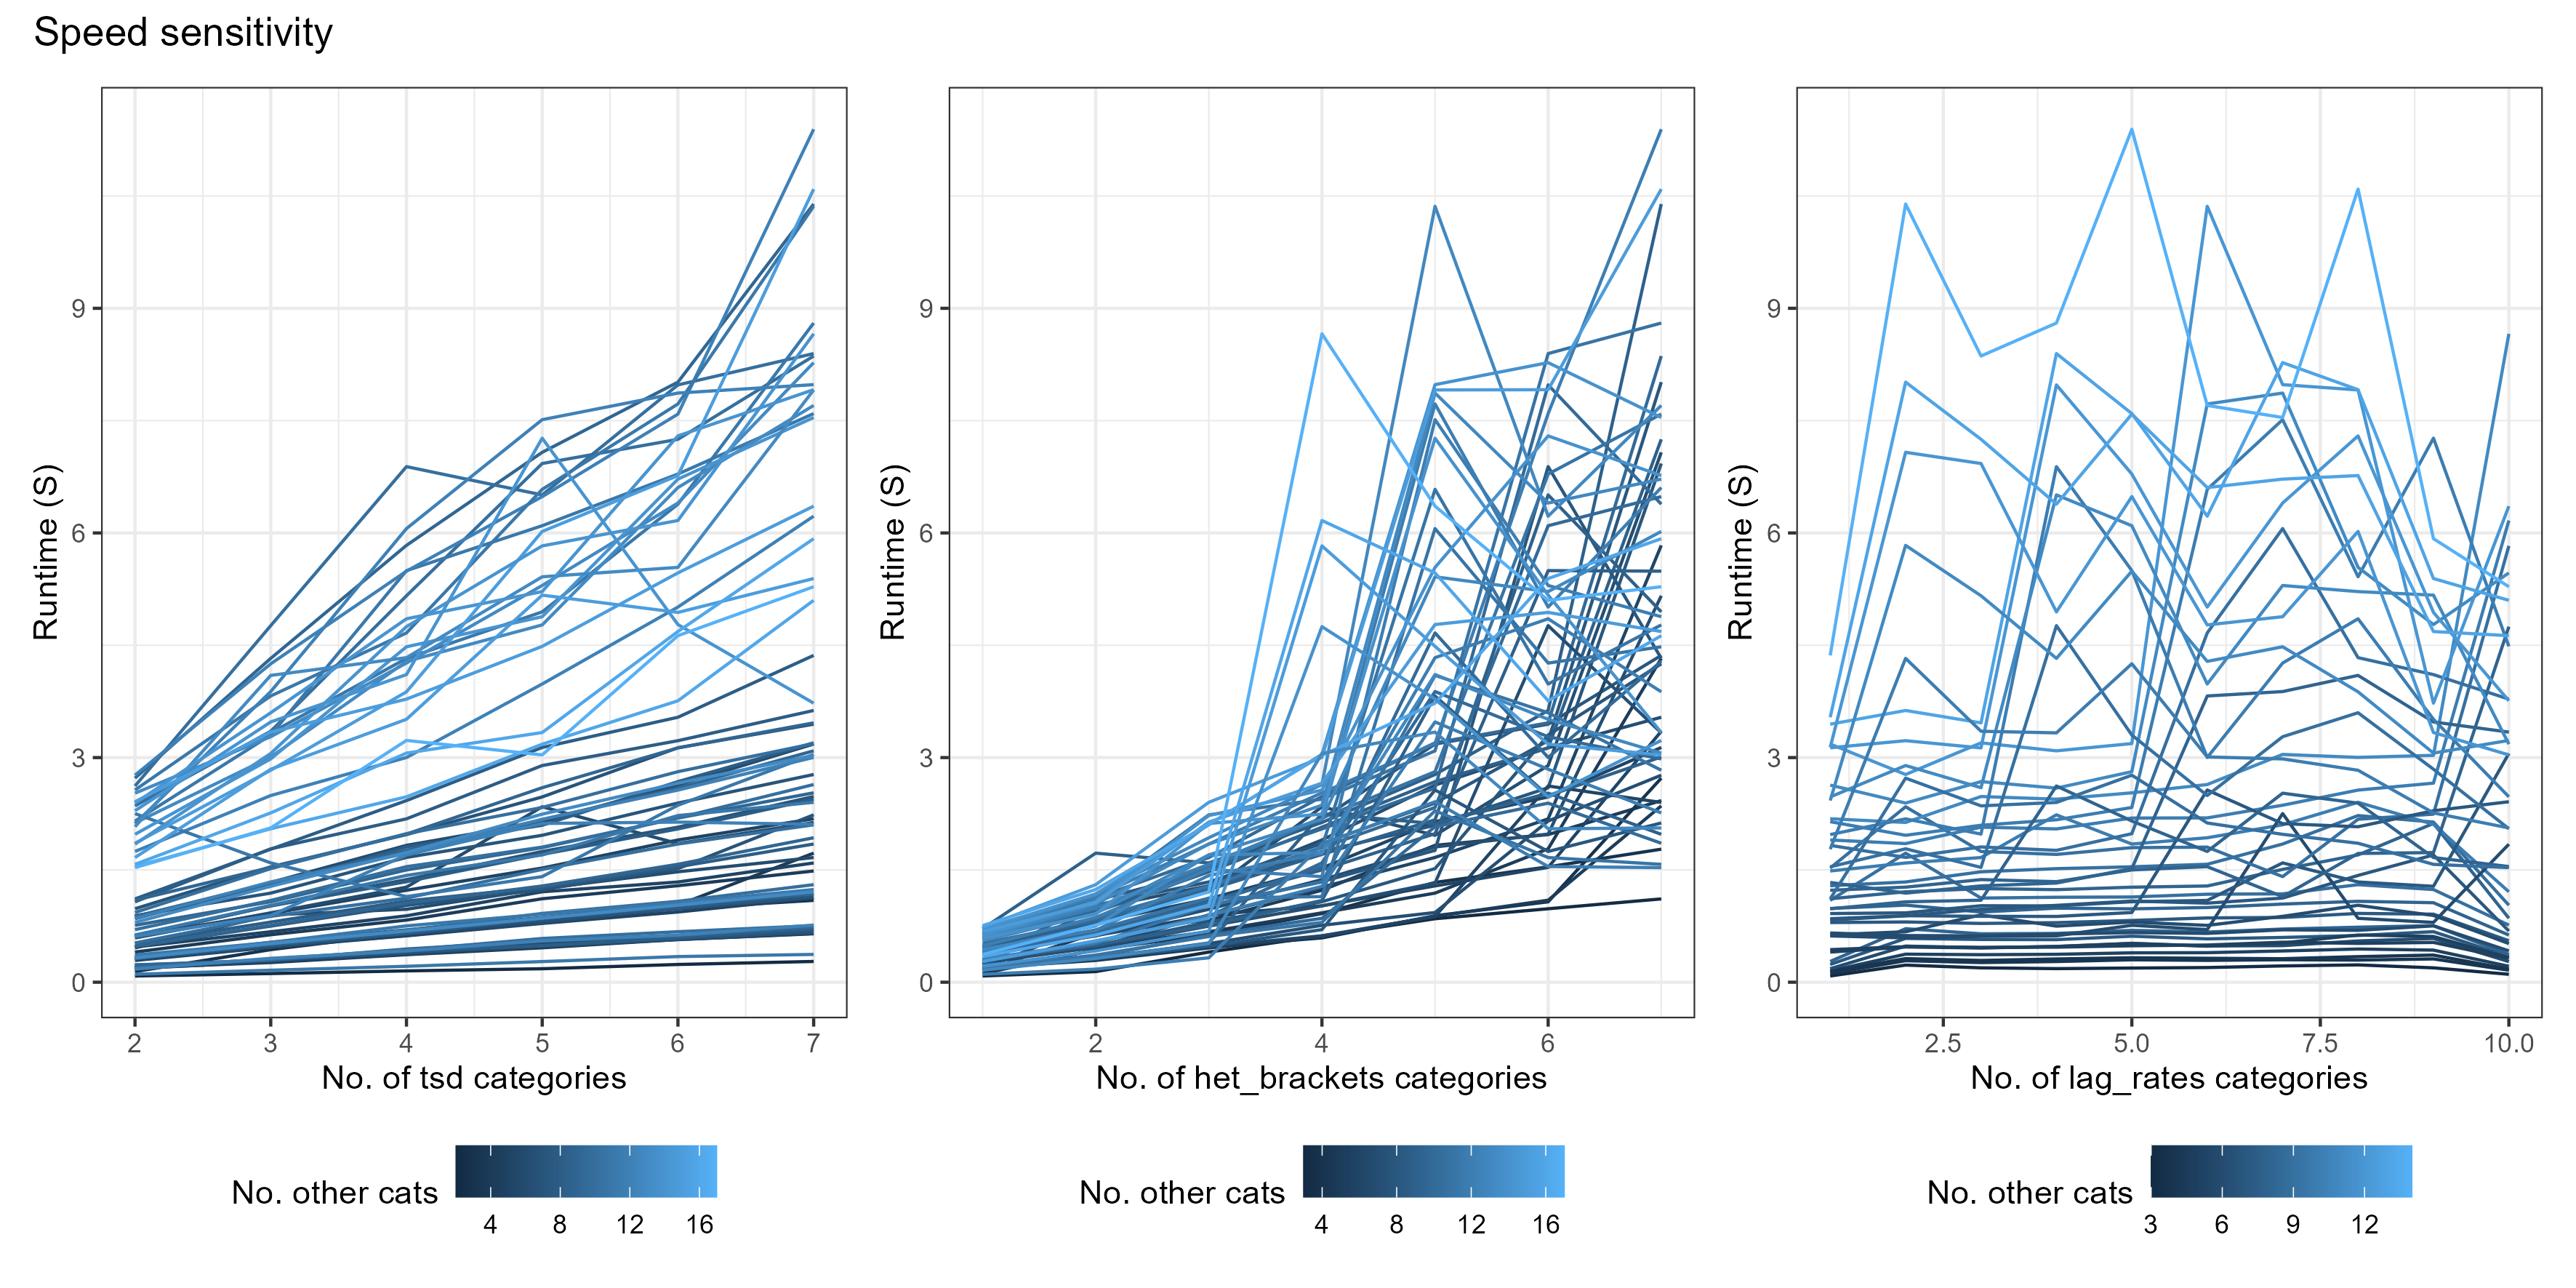 Speed sensitivity
Runtime (S)
9
6
3
0
2 3 4 5 6 7
No. of tsd categories
No. other cats
4 8 12 16
Runtime (S)
9
6
3
0
2 4 6
No. of het_brackets categories
No. other cats
4 8 12 16
Runtime (S)
9
6
3
0
2.5 5.0 7.5 10.0
No. of lag_rates categories
No. other cats
3 6 9 12